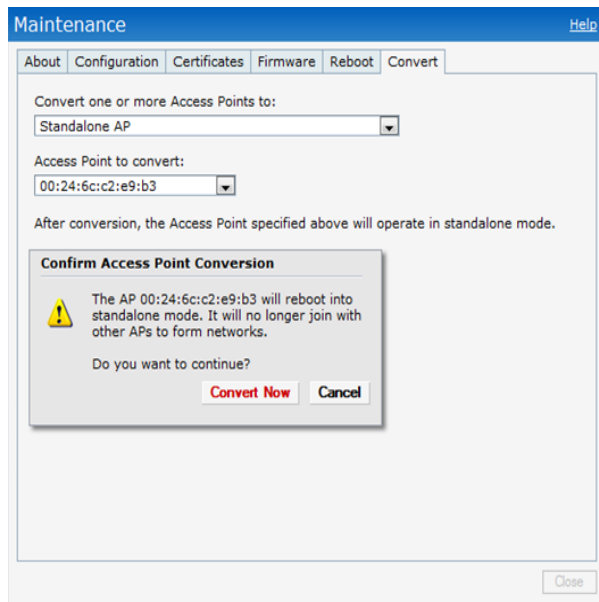 Maintenance
Help
About Configuration Certificates Firmware Reboot Convert
Convert one or more Access Points to:
Standalone AP
Access Point to convert:
00:24:6c:c2:e9:b3
After conversion, the Access Point specified above will operate in standalone mode.
Confirm Access Point Conversion
The AP 00:24:6c:c2:e9:b3 will reboot into
standalone mode. It will no longer join with
other APs to form networks.
Do you want to continue?
Convert Now Cancel
Close